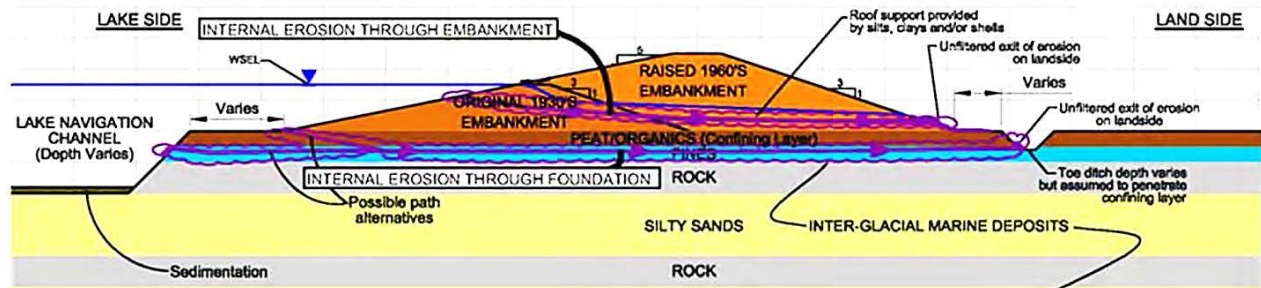 LAKE SIDE
LAND SIDE
INTERNAL EROSION THROUGH EMBANKMENT
Roof support provided
by silts, clays and/or shells
Unfiltered exit of erosion
on landside
WSEL
6
RAISED 1960'S
EMBANKMENT
3
1
Varies
Varies
2
1
ORIGINAL 1930'S
EMBANKMENT
Unfiltered exit of erosion
on landside
LAKE NAVIGATION
CHANNEL
(Depth Varies)
PEAT/ORGANICS (Confining Layer)
FINES
INTERNAL EROSION THROUGH FOUNDATION
ROCK
Toe ditch depth varies
but assumed to penetrate
confining layer
Possible path
alternatives
SILTY SANDS
INTER-GLACIAL MARINE DEPOSITS
Sedimentation
ROCK